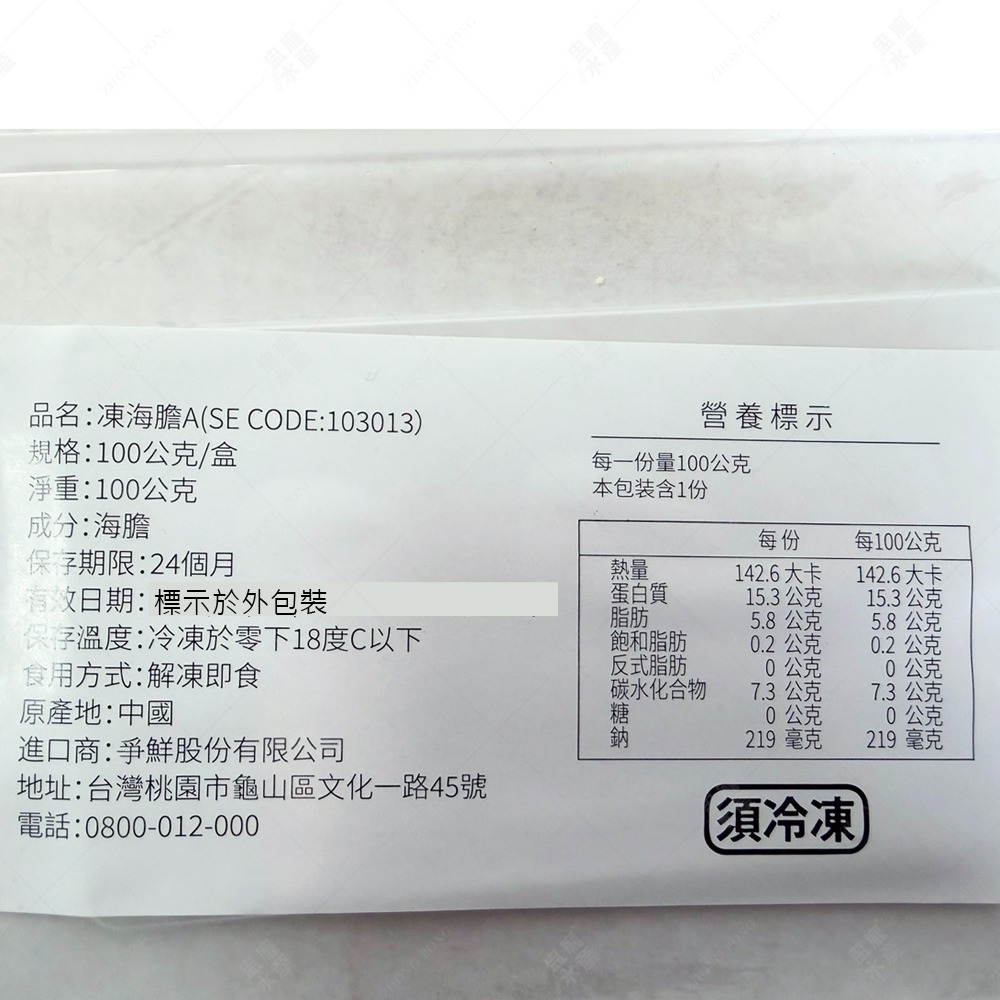 品名:凍海膽A(SE CODE:103013)
規格:100公克/盒
淨重:100公克
成分:海膽
保存期限:24個月
有效日期:標示於外包裝
保存溫度:冷凍於零下18度C以下
食用方式:解凍即食
原產地:中國
進口商:爭鮮股份有限公司
地址:台灣桃園市龜山區文化一路45號
電話:0800-012-000
營養標示
每一份量100公克
本包裝含1份
每份 每100公克
熱量 142.6大卡 142.6大卡
蛋白質 15.3公克 15.3公克
脂肪 5.8公克 5.8公克
飽和脂肪 0.2公克 0.2公克
反式脂肪 0公克 0公克
碳水化合物 7.3公克 7.3公克
糖 0公克 0公克
鈉 219毫克 219毫克
須冷凍